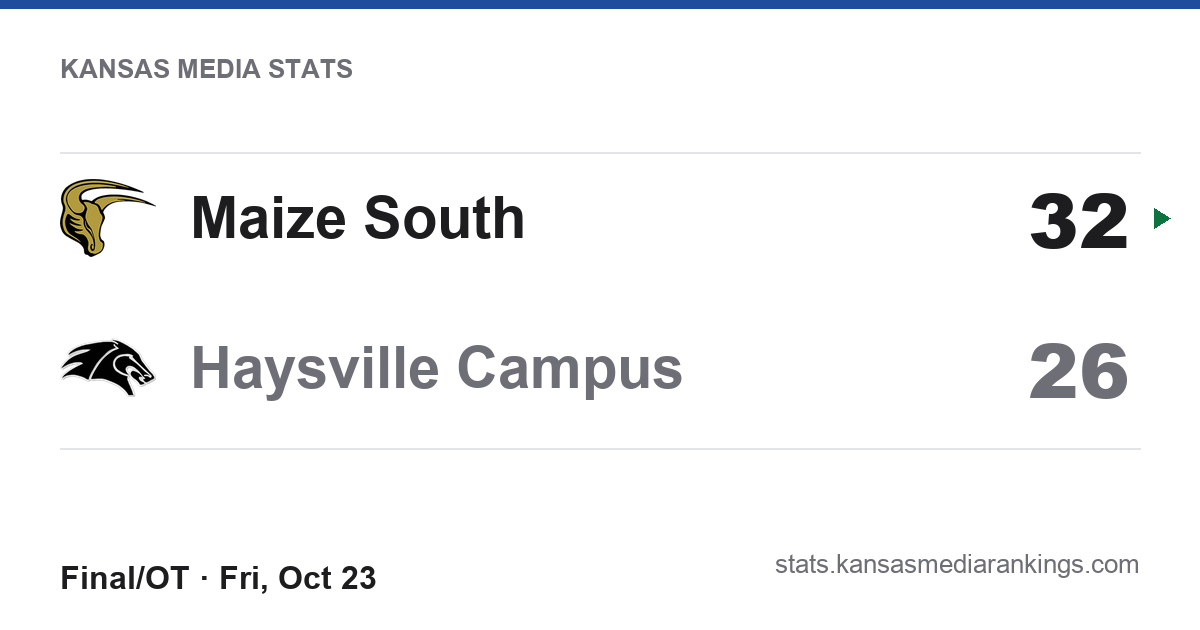 KANSAS MEDIA STATS
Maize South 32
Haysville Campus 26
Final/OT · Fri, Oct 23
stats.kansasmediarankings.com